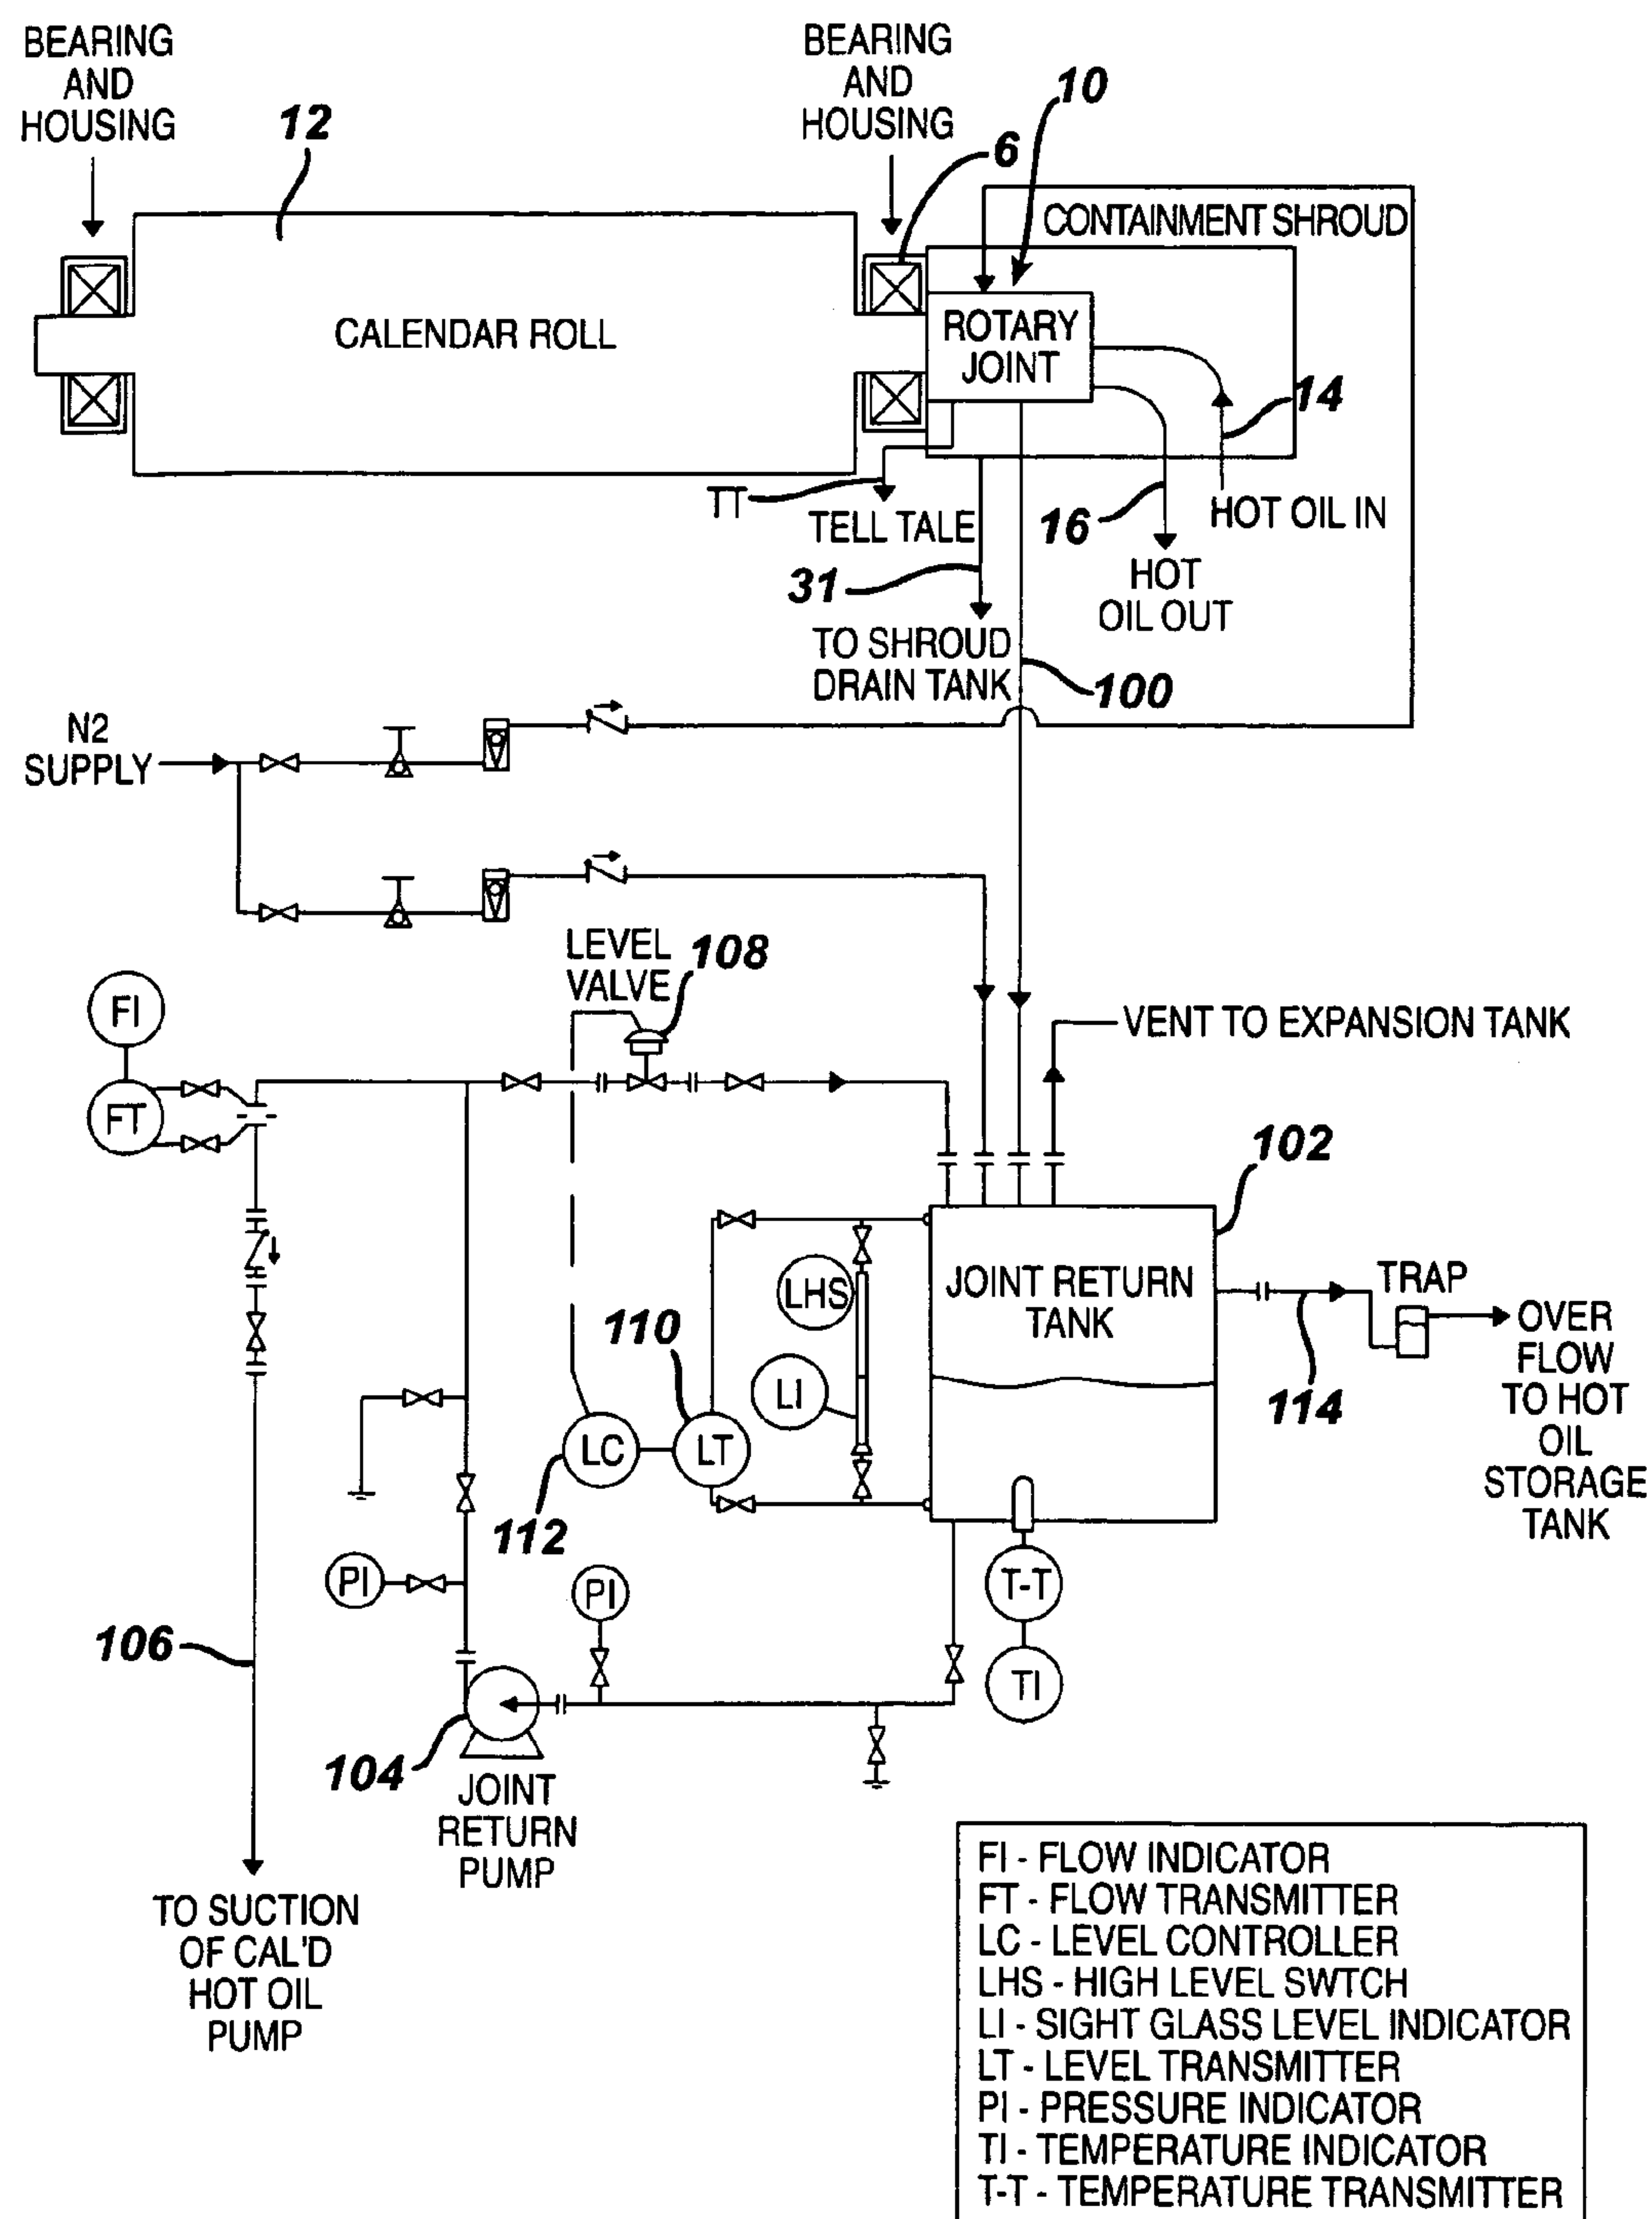 BEARING
AND
HOUSING
12
BEARING
AND
HOUSING
10
6
CONTAINMENT SHROUD
CALENDAR ROLL
ROTARY
JOINT
14
TT
TELL TALE
16
HOT OIL IN
31
HOT
OIL OUT
TO SHROUD
DRAIN TANK
100
N2
SUPPLY
LEVEL
VALVE
108
FI
FT
VENT TO EXPANSION TANK
102
LHS
JOINT RETURN
TANK
TRAP
OVER
FLOW
TO HOT
OIL
STORAGE
TANK
110
LI
114
LC
LT
112
PI
PI
T-T
TI
106
104
JOINT
RETURN
PUMP
TO SUCTION
OF CAL'D
HOT OIL
PUMP
FI - FLOW INDICATOR
FT - FLOW TRANSMITTER
LC - LEVEL CONTROLLER
LHS - HIGH LEVEL SWTCH
LI - SIGHT GLASS LEVEL INDICATOR
LT - LEVEL TRANSMITTER
PI - PRESSURE INDICATOR
TI - TEMPERATURE INDICATOR
T-T - TEMPERATURE TRANSMITTER